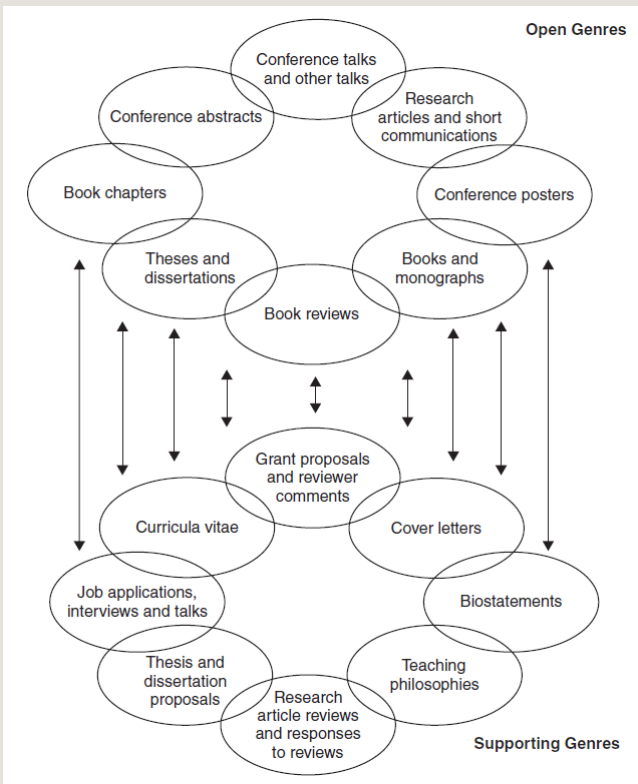 Open Genres
Conference talks
and other talks
Conference abstracts
Research
articles and short
communications
Book chapters
Conference posters
Theses and
dissertations
Books and
monographs
Book reviews
Grant proposals
and reviewer
comments
Curricula vitae
Cover letters
Job applications,
interviews and talks
Biostatements
Thesis and
dissertation
proposals
Teaching
philosophies
Research
article reviews
and responses
to reviews
Supporting Genres